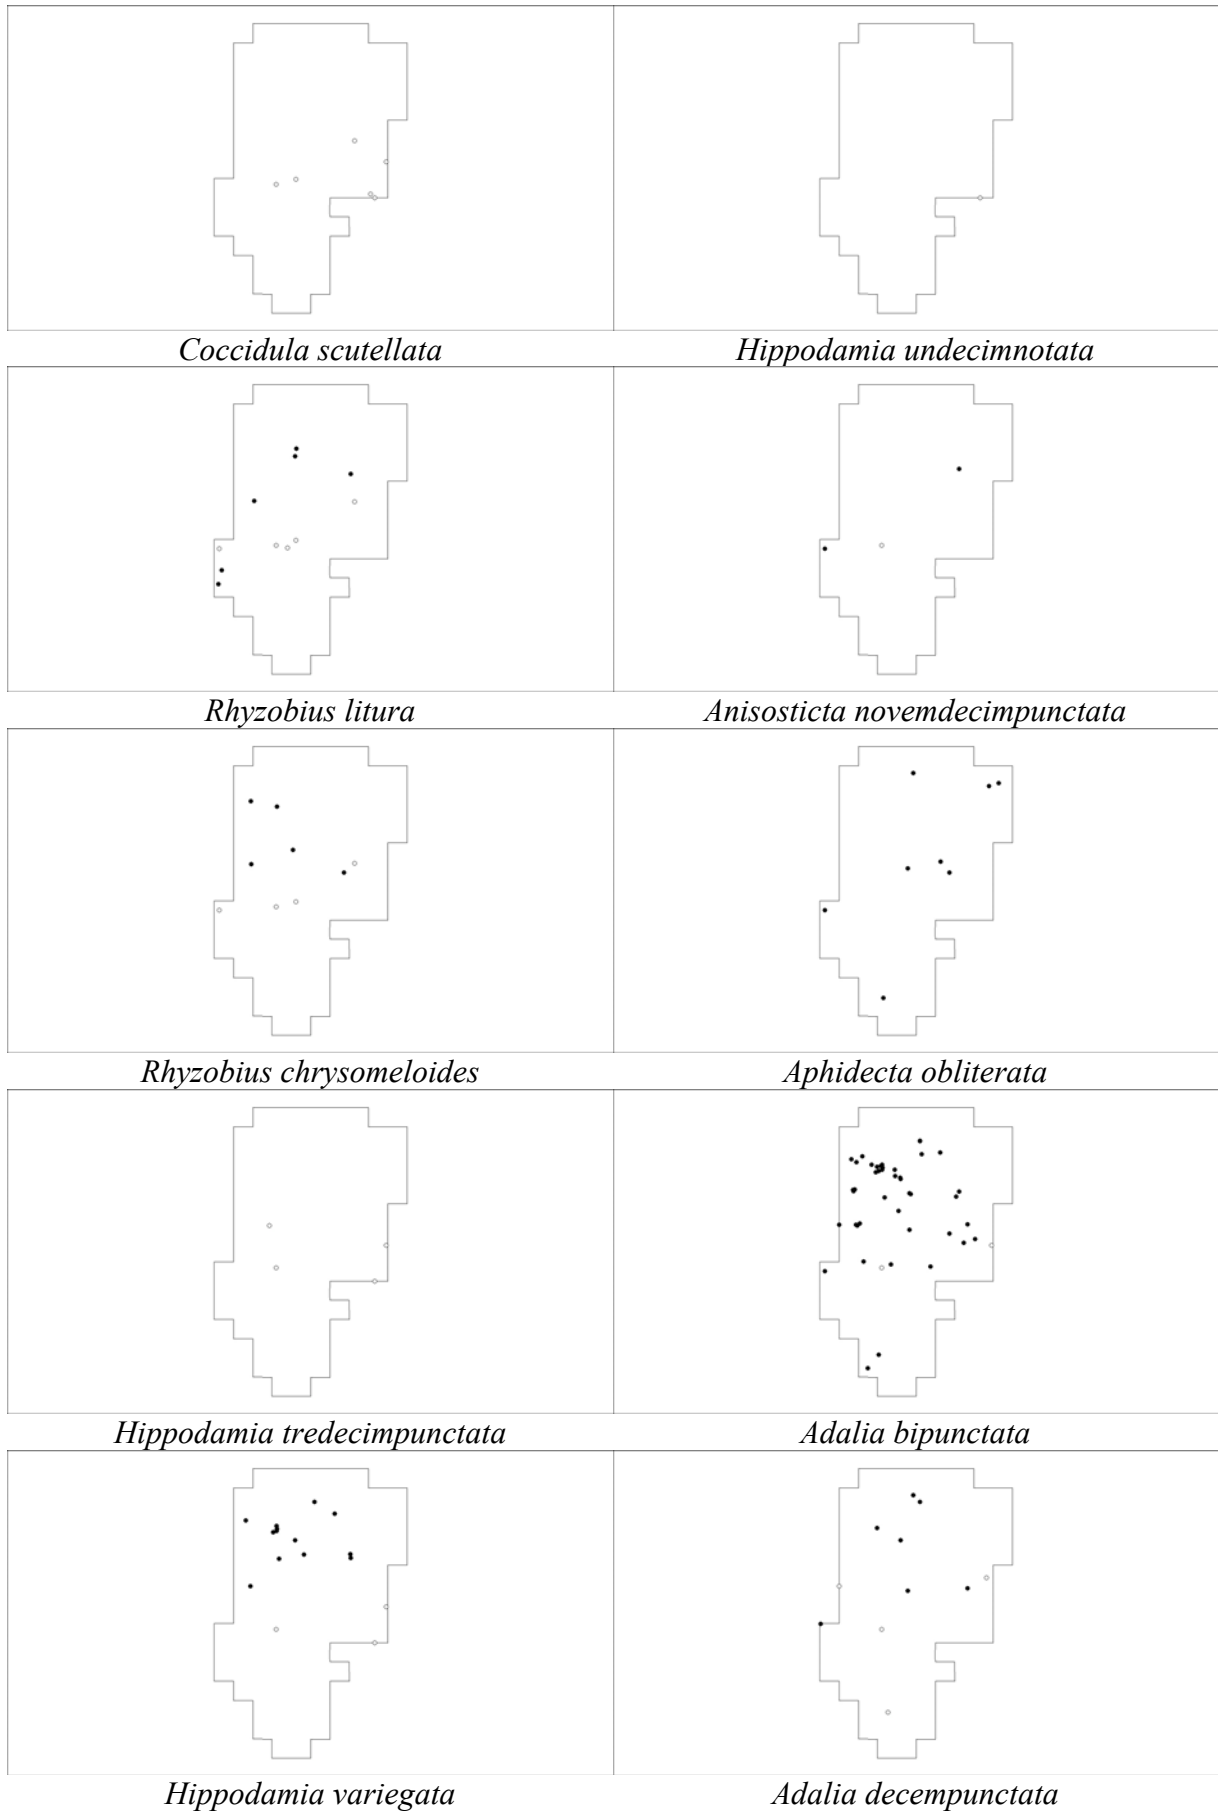 Coccidula scutellata
Hippodamia undecimnotata
Rhyzobius litura
Anisosticta novemdecimpunctata
Rhyzobius chrysomeloides
Aphidecta obliterata
Hippodamia tredecimpunctata
Adalia bipunctata
Hippodamia variegata
Adalia decempunctata